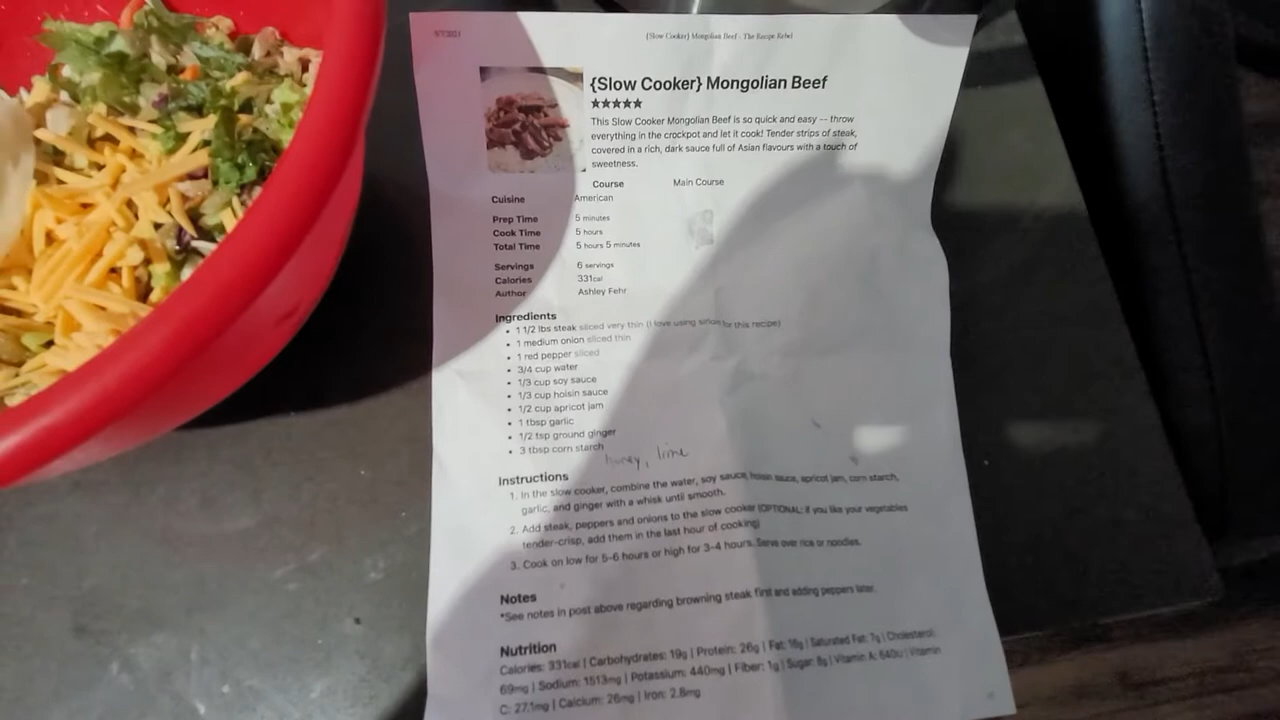 {Slow Cooker} Mongolian Beef - The Recipe Rebel
{Slow Cooker} Mongolian Beef
★★★★★
This Slow Cooker Mongolian Beef is so quick and easy -- throw
everything in the crockpot and let it cook! Tender strips of steak,
covered in a rich, dark sauce full of Asian flavours with a touch of
sweetness.
Course Main Course
Cuisine American
Prep Time 5 minutes
Cook Time 5 hours
Total Time 5 hours 5 minutes
Servings 6 servings
Calories 331cal
Author Ashley Fehr
Ingredients
• 1 1/2 lbs steak sliced very thin (I love using sirloin for this recipe)
• 1 medium onion sliced thin
• 1 red pepper sliced
• 3/4 cup water
• 1/3 cup soy sauce
• 1/3 cup hoisin sauce
• 1/2 cup apricot jam
• 1 tbsp garlic
• 1/2 tsp ground ginger
• 3 tbsp corn starch
honey, lime
Instructions
1. In the slow cooker, combine the water, soy sauce, hoisin sauce, apricot jam, corn starch,
garlic, and ginger with a whisk until smooth.
2. Add steak, peppers and onions to the slow cooker (OPTIONAL: if you like your vegetables
tender-crisp, add them in the last hour of cooking)
3. Cook on low for 5-6 hours or high for 3-4 hours. Serve over rice or noodles.
Notes
*See notes in post above regarding browning steak first and adding peppers later.
Nutrition
Calories: 331cal | Carbohydrates: 19g | Protein: 26g | Fat: 16g | Saturated Fat: 7g | Cholesterol:
69mg | Sodium: 1513mg | Potassium: 440mg | Fiber: 1g | Sugar: 8g | Vitamin A: 640IU | Vitamin
C: 27.1mg | Calcium: 26mg | Iron: 2.8mg